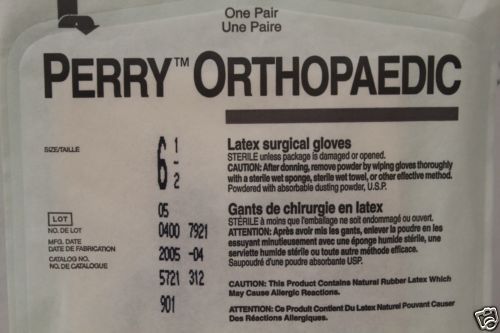 One Pair
Une Paire
PERRY™ ORTHOPAEDIC
SIZE/TAILLE
6 1-2
Latex surgical gloves
STERILE unless package is damaged or opened.
CAUTION: After donning, remove powder by wiping gloves thoroughly
with a sterile wet sponge, sterile wet towel, or other effective method.
Powdered with absorbable dusting powder, U.S.P.
LOT
NO. DE LOT
MFG. DATE
DATE DE FABRICATION
CATALOG NO.
NO. DE CATALOGUE
05
0400 7921
2005 -04
5721 312
901
Gants de chirurgie en latex
STÉRILE à moins que l'emballage ne soit endommagé ou ouvert.
ATTENTION: Après avoir mis les gants, enlever la poudre en les
essuyant minutieusement avec une éponge humide stérile, une
serviette humide stérile ou toute autre méthode efficace.
Saupoudré d'une poudre absorbante USP.
CAUTION: This Product Contains Natural Rubber Latex Which
May Cause Allergic Reactions.
ATTENTION: Ce Produit Contient Du Latex Naturel Pouvant Causer
Des Réactions Allergiques.